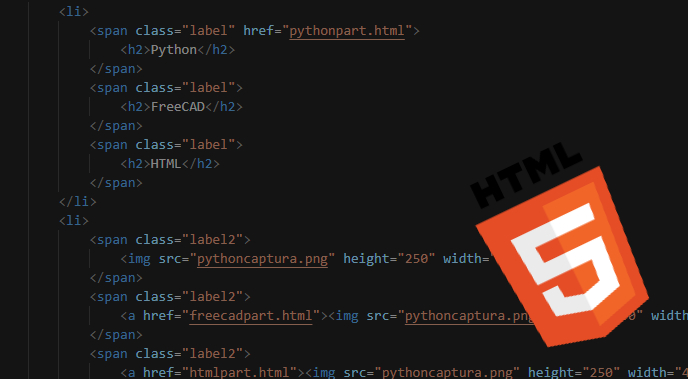 <li>
<span class="label" href="pythonpart.html">
<h2>Python</h2>
</span>
<span class="label">
<h2>FreeCAD</h2>
</span>
<span class="label">
<h2>HTML</h2>
</span>
</li>
<li>
<span class="label2">
<img src="pythoncaptura.png" height="250" width="
</span>
<span class="label2">
<a href="freecadpart.html"><img src="pythoncaptura.png 0" width
</span>
<span class="label2">
<a href="htmlpart.html"><img src="pythoncaptura.png" height="250" width="4
HTML
5